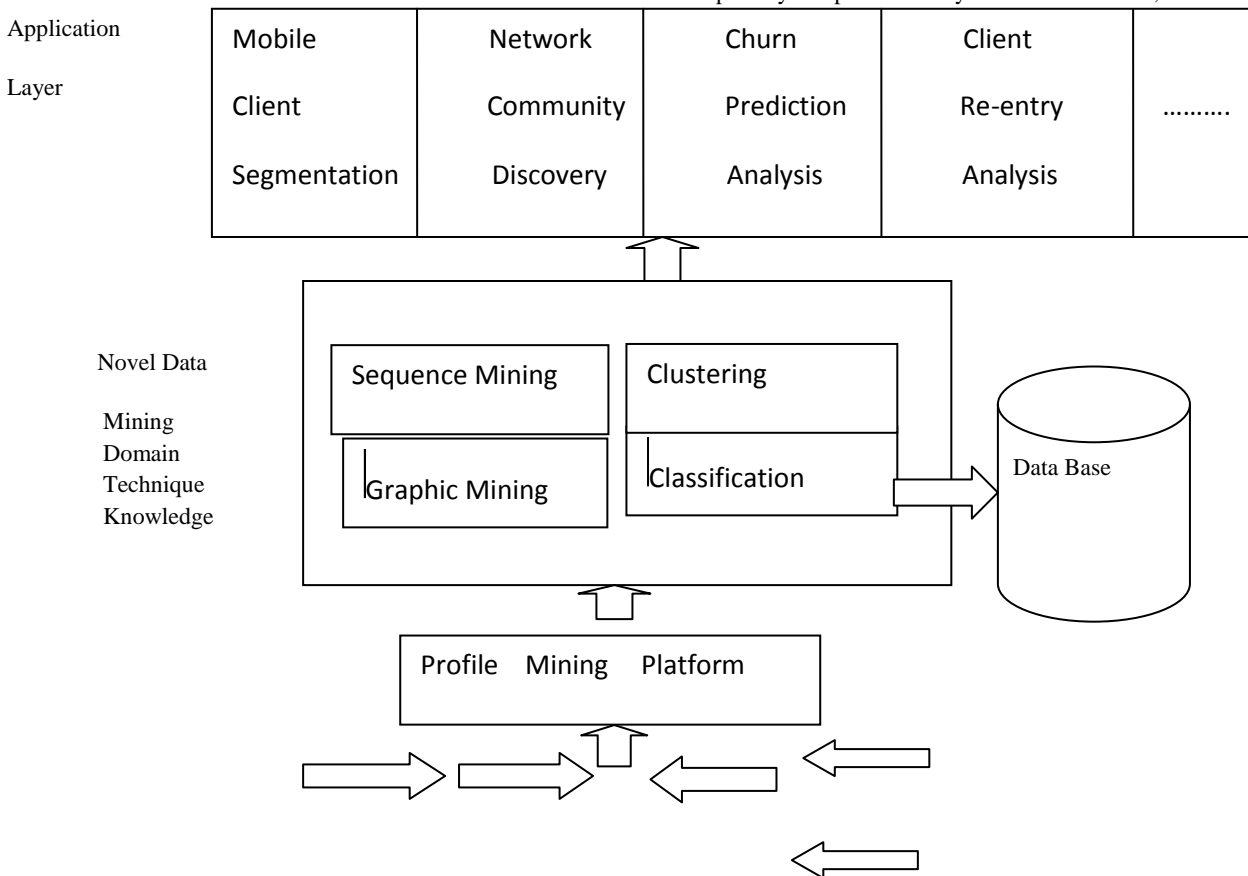 Application
Layer
Mobile
Client
Segmentation
Network
Community
Discovery
Churn
Prediction
Analysis
Client
Re-entry
Analysis
……….
Novel Data
Mining
Domain
Technique
Knowledge
Sequence Mining
Clustering
Graphic Mining
Classification
Data Base
Profile Mining Platform